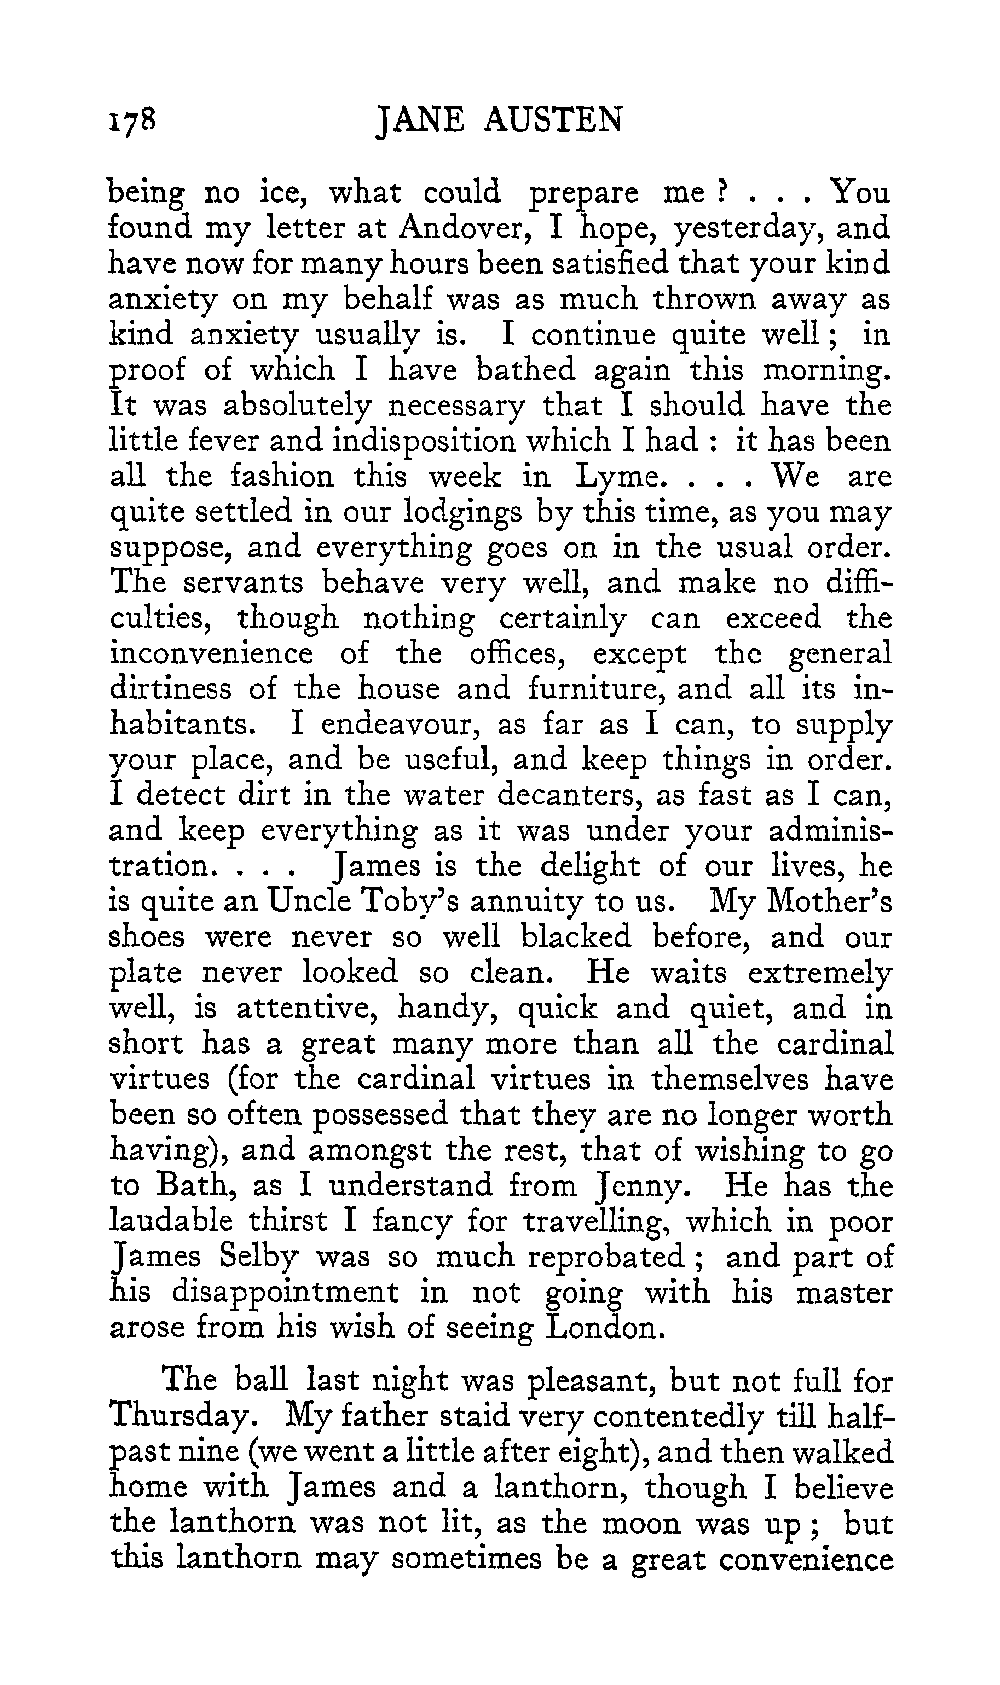 178 JANE AUSTEN
being no ice, what could prepare me ? . . . You
found my letter at Andover, I hope, yesterday, and
have now for many hours been satisfied that your kind
anxiety on my behalf was as much thrown away as
kind anxiety usually is. I continue quite well ; in
proof of which I have bathed again this morning.
It was absolutely necessary that I should have the
little fever and indisposition which I had : it has been
all the fashion this week in Lyme. . . . We are
quite settled in our lodgings by this time, as you may
suppose, and everything goes on in the usual order.
The servants behave very well, and make no diffi-
culties, though nothing certainly can exceed the
inconvenience of the offices, except the general
dirtiness of the house and furniture, and all its in-
habitants. I endeavour, as far as I can, to supply
your place, and be useful, and keep things in order.
I detect dirt in the water decanters, as fast as I can,
and keep everything as it was under your adminis-
tration. . . . James is the delight of our lives, he
is quite an Uncle Toby's annuity to us. My Mother's
shoes were never so well blacked before, and our
plate never looked so clean. He waits extremely
well, is attentive, handy, quick and quiet, and in
short has a great many more than all the cardinal
virtues (for the cardinal virtues in themselves have
been so often possessed that they are no longer worth
having), and amongst the rest, that of wishing to go
to Bath, as I understand from Jenny. He has the
laudable thirst I fancy for travelling, which in poor
James Selby was so much reprobated ; and part of
his disappointment in not going with his master
arose from his wish of seeing London.
The ball last night was pleasant, but not full for
Thursday. My father staid very contentedly till half-
past nine (we went a little after eight), and then walked
home with James and a lanthorn, though I believe
the lanthorn was not lit, as the moon was up ; but
this lanthorn may sometimes be a great convenience